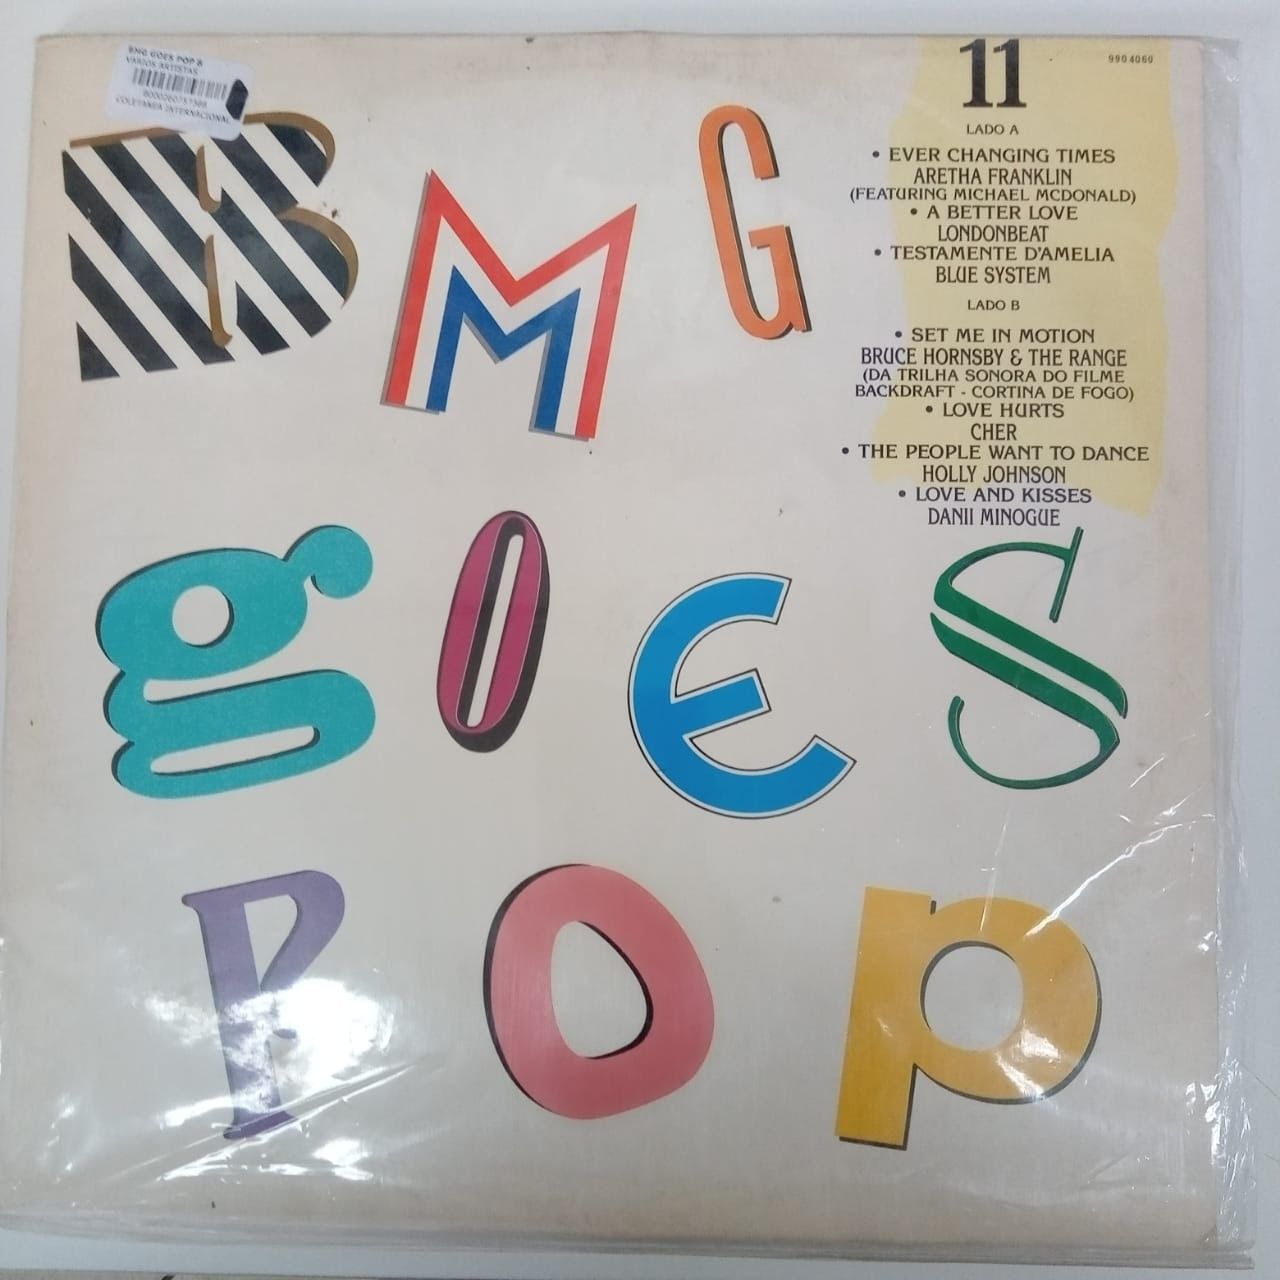 BMG GOES POP 8
VARIOS ARTISTAS
COLETANEA INTERNACIONAL
11
990 4060
LADO A
• EVER CHANGING TIMES
ARETHA FRANKLIN
(FEATURING MICHAEL MCDONALD)
• A BETTER LOVE
LONDONBEAT
• TESTAMENTE D'AMELIA
BLUE SYSTEM
LADO B
• SET ME IN MOTION
BRUCE HORNSBY & THE RANGE
(DA TRILHA SONORA DO FILME
BACKDRAFT - CORTINA DE FOGO)
• LOVE HURTS
CHER
• THE PEOPLE WANT TO DANCE
HOLLY JOHNSON
• LOVE AND KISSES
DANII MINOGUE
BMG
gOES
POp